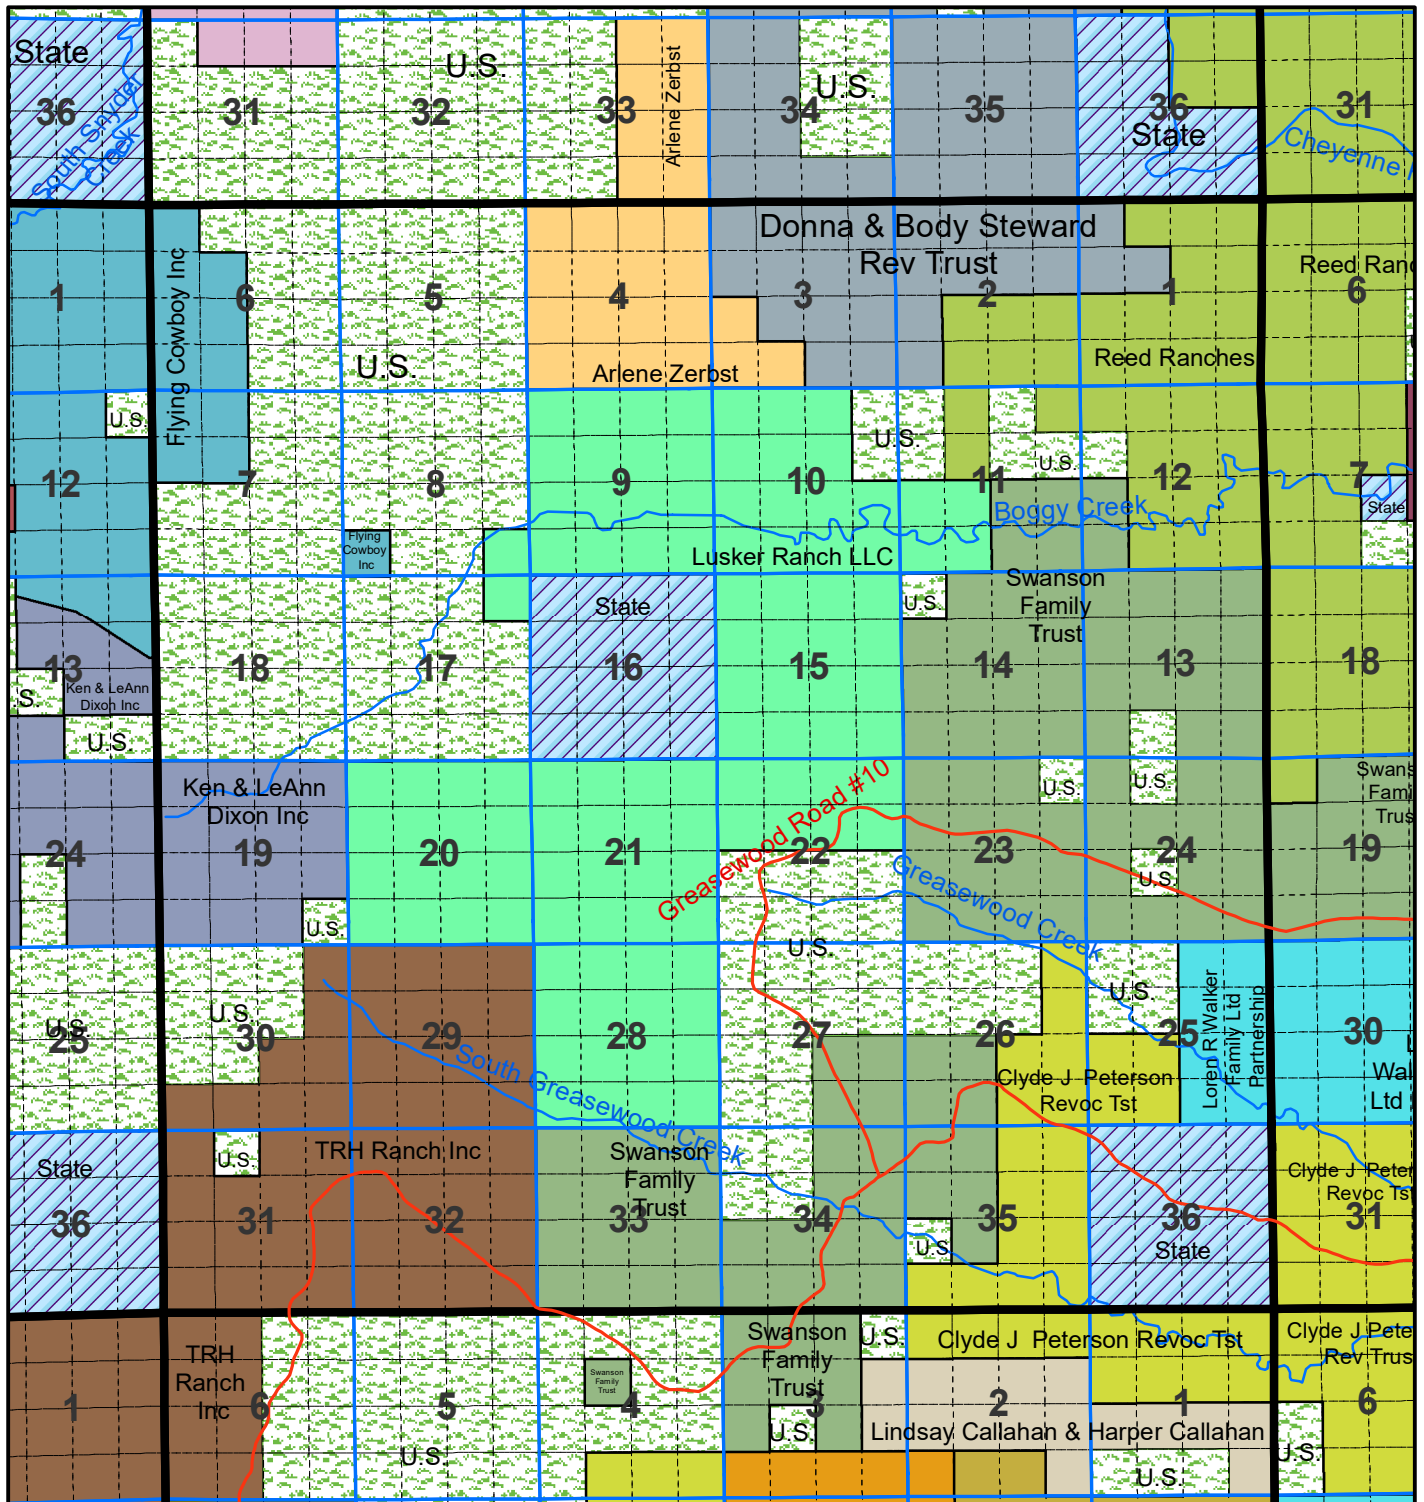 State
U.S.
Arlene Zerbst
U.S.
36
31
32
33
34
35
36
31
State
South Snyder
Creek
Cheyenne
Donna & Body Steward
Rev Trust
Flying Cowboy Inc
1
6
5
4
3
2
1
6
U.S.
Arlene Zerbst
Reed Ranches
U.S.
U.S.
U.S.
12
7
8
9
10
11
12
7
State
Boggy Creek
Flying
Cowboy
Inc
Lusker Ranch LLC
State
U.S.
Swanson
Family
Trust
13
18
17
16
15
14
13
18
.S.
Ken & LeAnn
Dixon Inc
U.S.
Ken & LeAnn
Dixon Inc
Greasewood Road #10
U.S.
U.S.
24
19
20
21
22
23
24
19
Greasewood Creek
U.S.
U.S.
U.S.
U.S.
U.S.
U.S.
Loren R Walker
Family Ltd
Partnership
25
30
29
28
27
26
25
30
Wal
Ltd
South Greasewood Creek
Clyde J Peterson
Revoc Tst
State
U.S.
TRH Ranch Inc
Swanson
Family
Trust
Clyde J Peter
Revoc Tst
36
31
32
33
34
35
36
31
U.S
State
Swanson
Family
Trust
U.S.
Clyde J Peterson Revoc Tst
Clyde J Pete
Rev Trus
TRH
Ranch
Inc
Swanson
Family
Trust
1
6
5
4
3
2
1
6
U.S.
U.S.
Lindsay Callahan & Harper Callahan
U.S.
U.S.